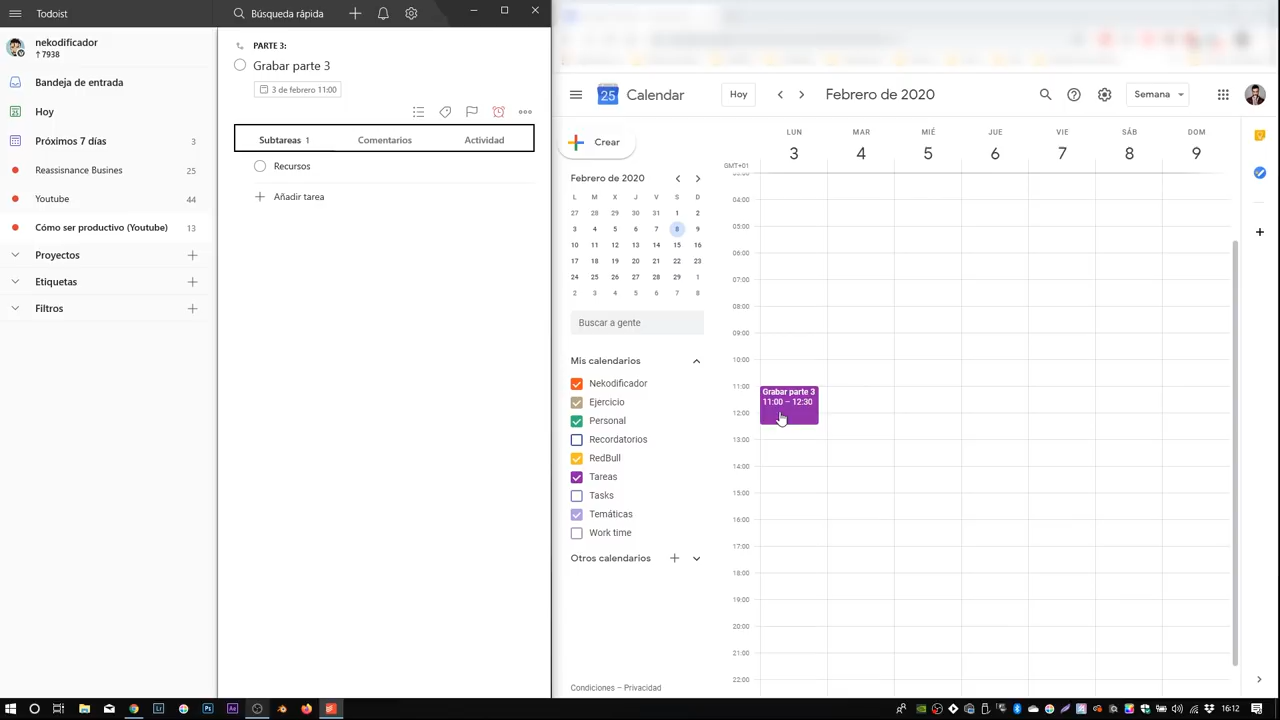 Todoist
Búsqueda rápida
nekodificador
↑7938
Bandeja de entrada
Hoy
Próximos 7 días 3
Reassisnance Busines 25
Youtube 44
Cómo ser productivo (Youtube) 13
Proyectos
Etiquetas
Filtros
PARTE 3:
Grabar parte 3
3 de febrero 11:00
Subtareas 1 Comentarios Actividad
Recursos
Añadir tarea
25 Calendar Hoy Febrero de 2020 Semana
Crear
Febrero de 2020
L M X J V S D
27 28 29 30 31 1 2
3 4 5 6 7 8 9
10 11 12 13 14 15 16
17 18 19 20 21 22 23
24 25 26 27 28 29 1
2 3 4 5 6 7 8
Buscar a gente
Mis calendarios
Nekodificador
Ejercicio
Personal
Recordatorios
RedBull
Tareas
Tasks
Temáticas
Work time
Otros calendarios
Condiciones – Privacidad
LUN MAR MIÉ JUE VIE SÁB DOM
3 4 5 6 7 8 9
GMT+01
04:00
05:00
06:00
07:00
08:00
09:00
10:00
11:00
Grabar parte 3
11:00 – 12:30
12:00
13:00
14:00
15:00
16:00
17:00
18:00
19:00
20:00
21:00
22:00
Lr
Ps
Ae
16:12